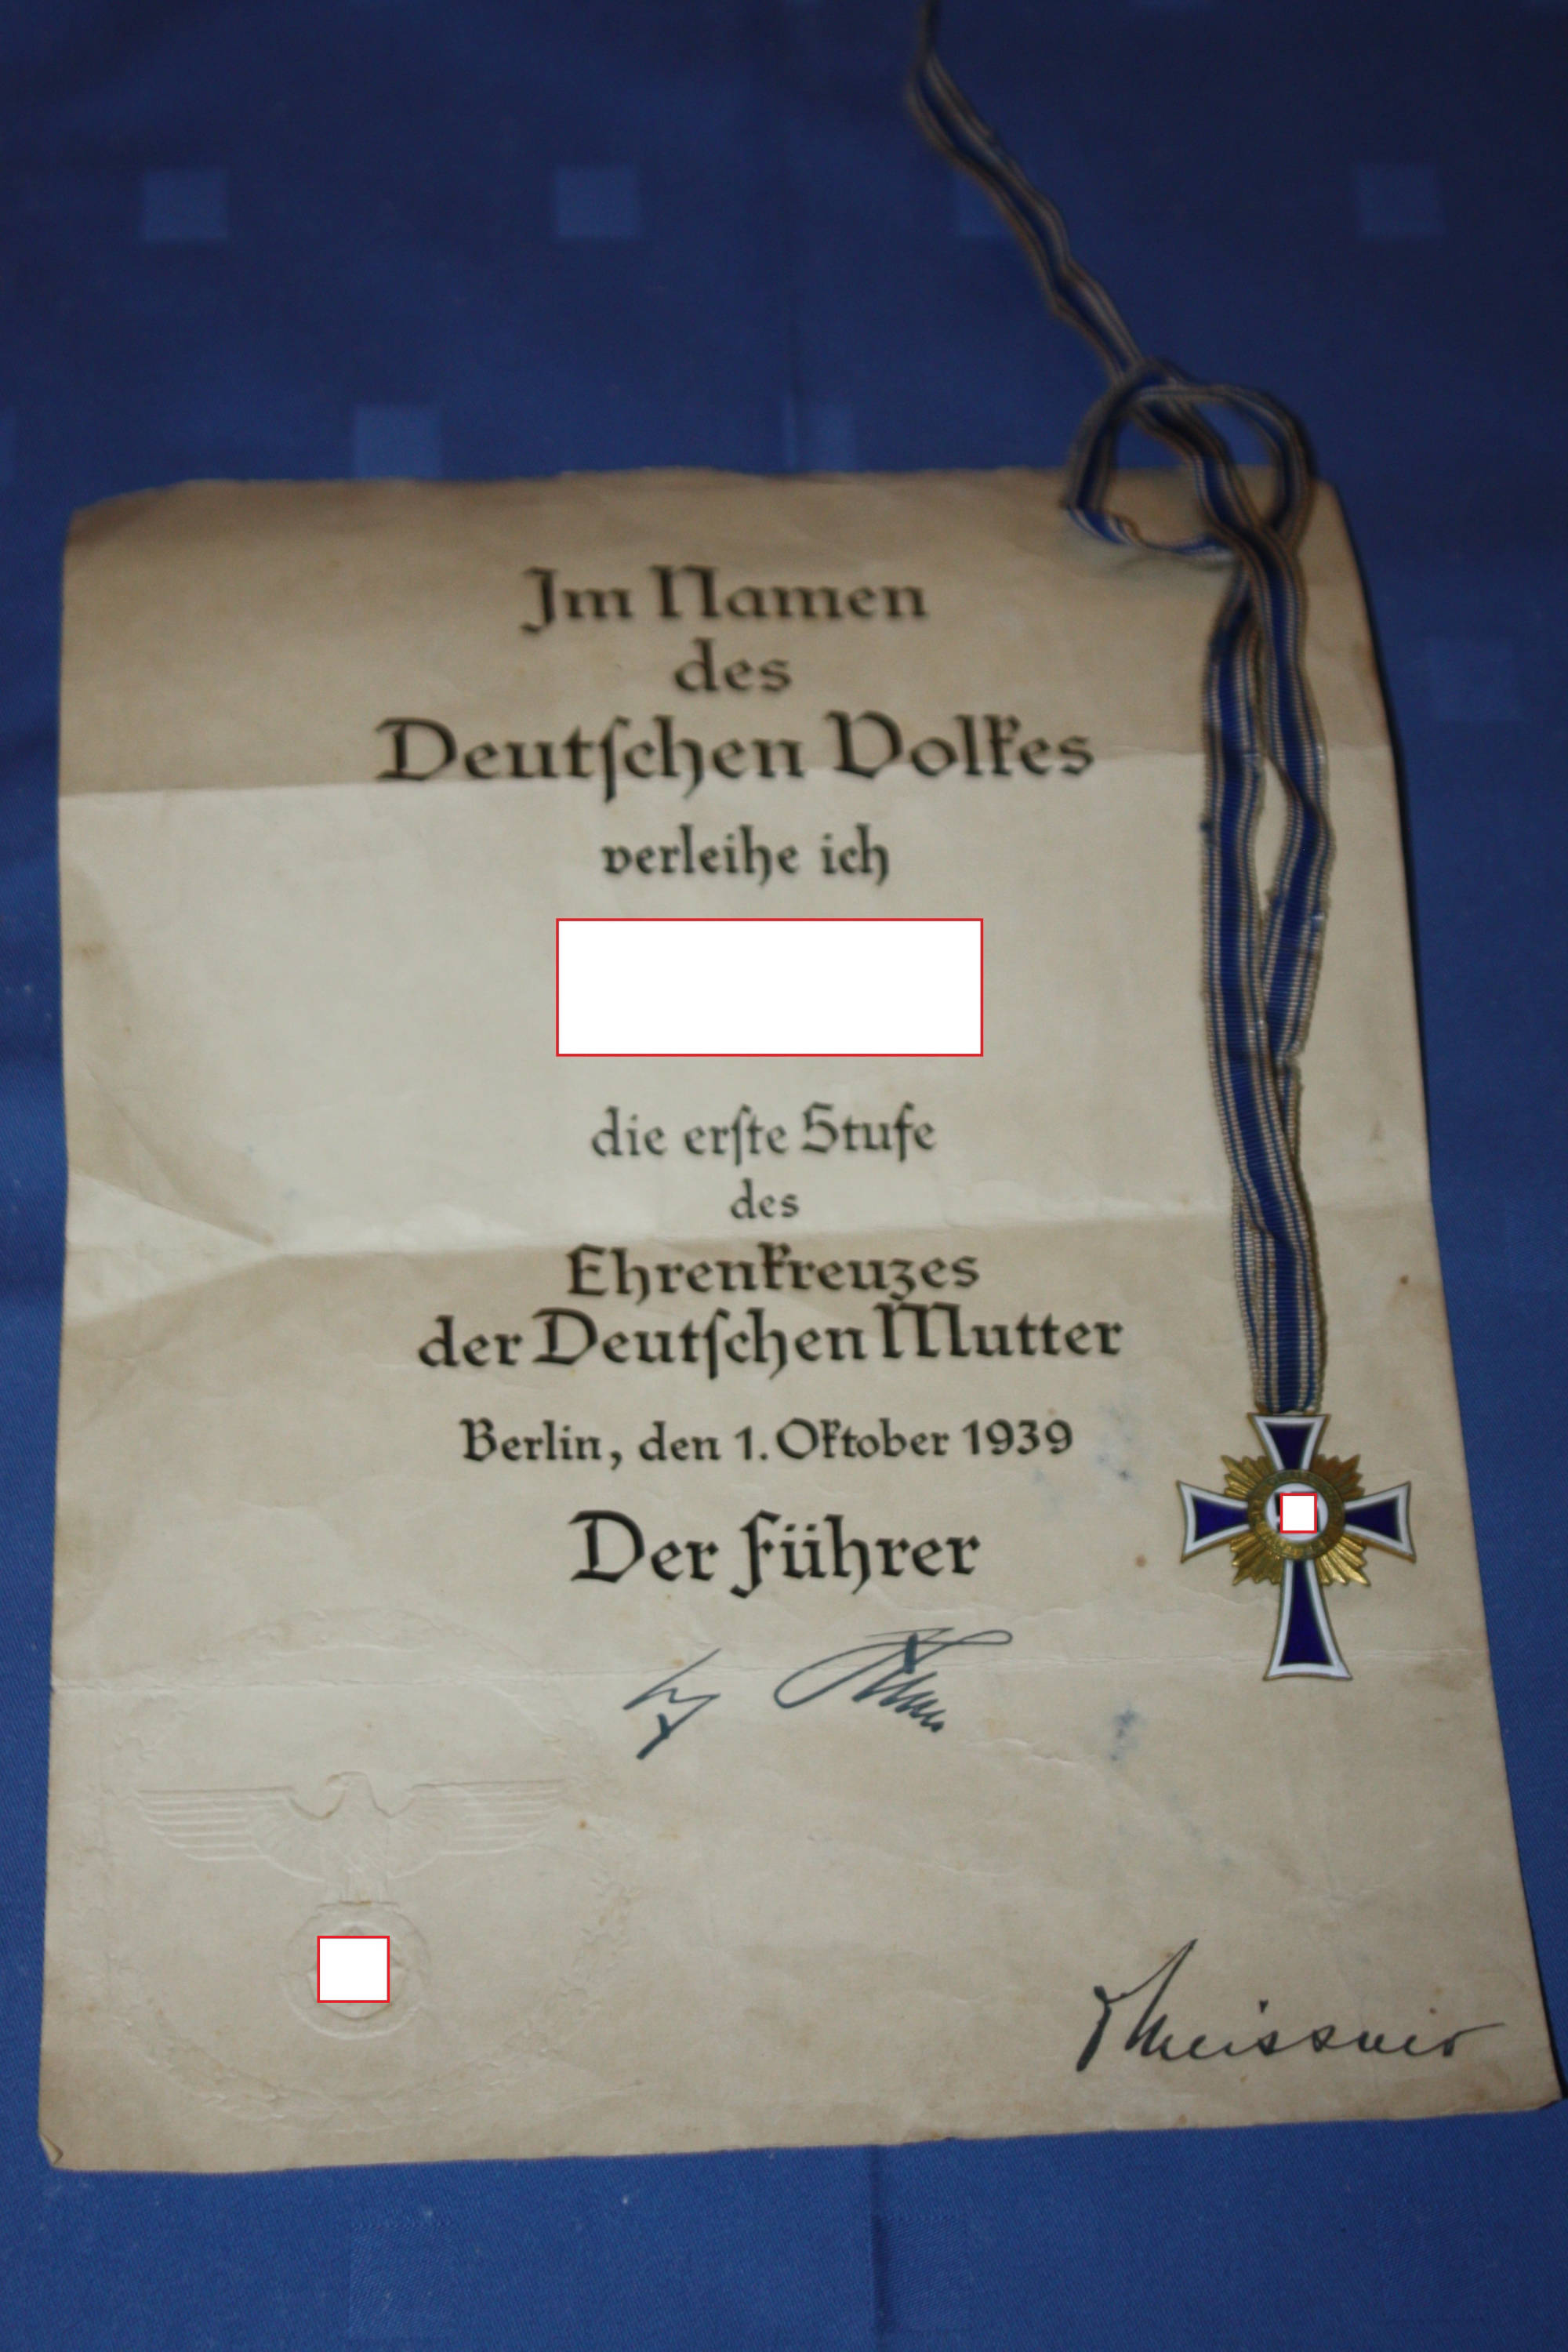 Im Namen
des
Deutſchen Volkes
verleihe ich
die erſte Stufe
des
Ehrenkreuzes
der Deutſchen Mutter
Berlin, den 1. Oktober 1939
Der Führer
Meissner